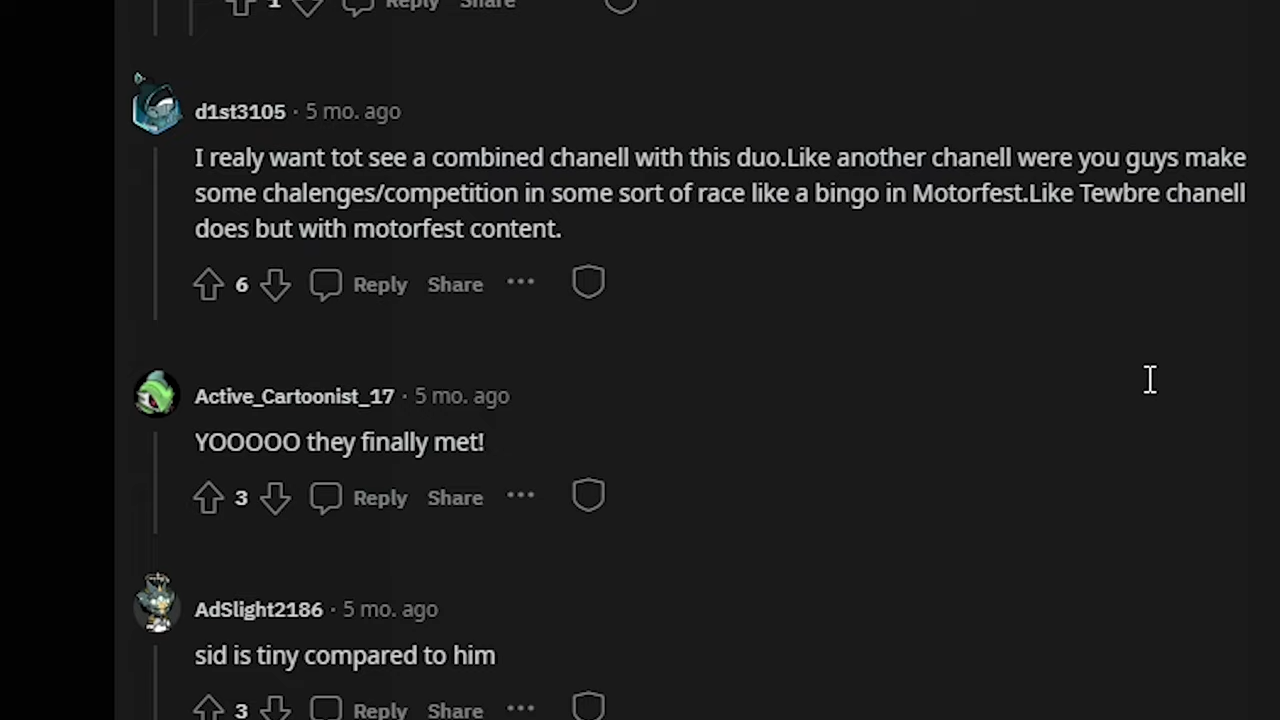 1 Reply Share
d1st3105 · 5 mo. ago
I realy want tot see a combined chanell with this duo.Like another chanell were you guys make
some chalenges/competition in some sort of race like a bingo in Motorfest.Like Tewbre chanell
does but with motorfest content.
6 Reply Share ···
Active_Cartoonist_17 · 5 mo. ago
YOOOOO they finally met!
3 Reply Share ···
AdSlight2186 · 5 mo. ago
sid is tiny compared to him
3 Reply Share ···